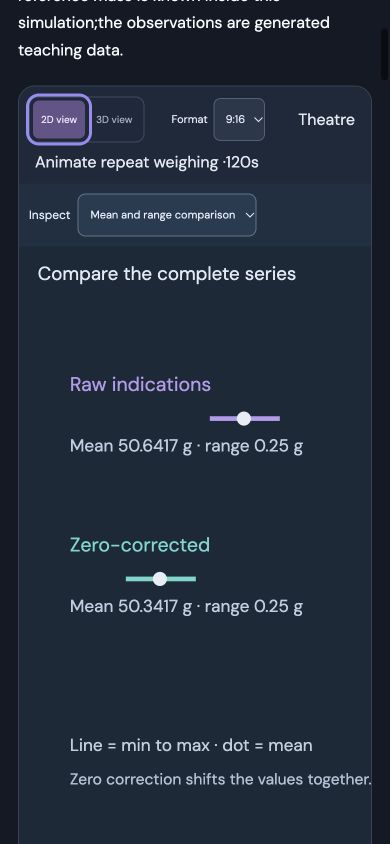 simulation;the observations are generated
teaching data.
2D view
3D view
Format
9:16
Theatre
Animate repeat weighing ·120s
Inspect
Mean and range comparison
Compare the complete series
Raw indications
Mean 50.6417 g · range 0.25 g
Zero-corrected
Mean 50.3417 g · range 0.25 g
Line = min to max · dot = mean
Zero correction shifts the values together.